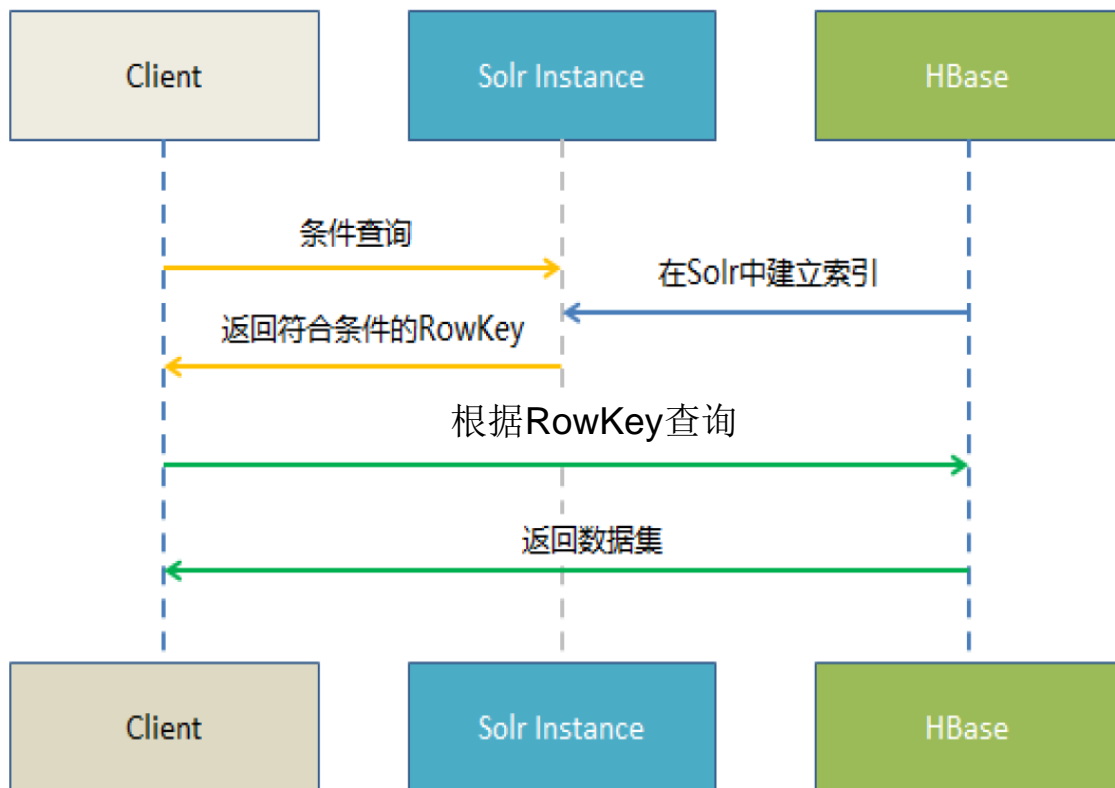 Client
Solr Instance
HBase
条件查询
在Solr中建立索引
返回符合条件的RowKey
根据RowKey查询
返回数据集
Client
Solr Instance
HBase